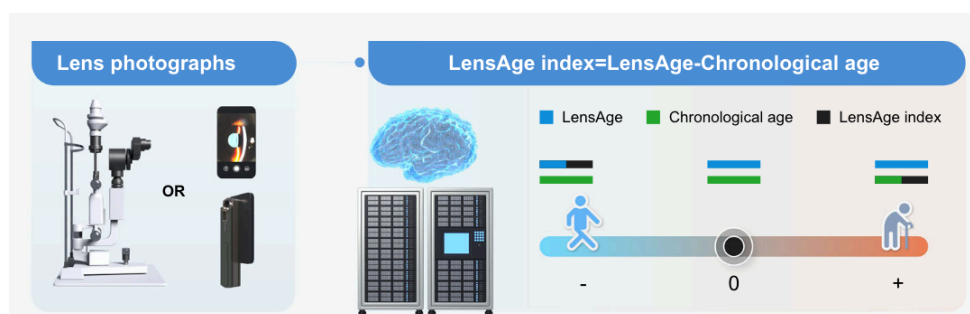 Lens photographs
LensAge index=LensAge-Chronological age
LensAge
Chronological age
LensAge index
OR
-
0
+